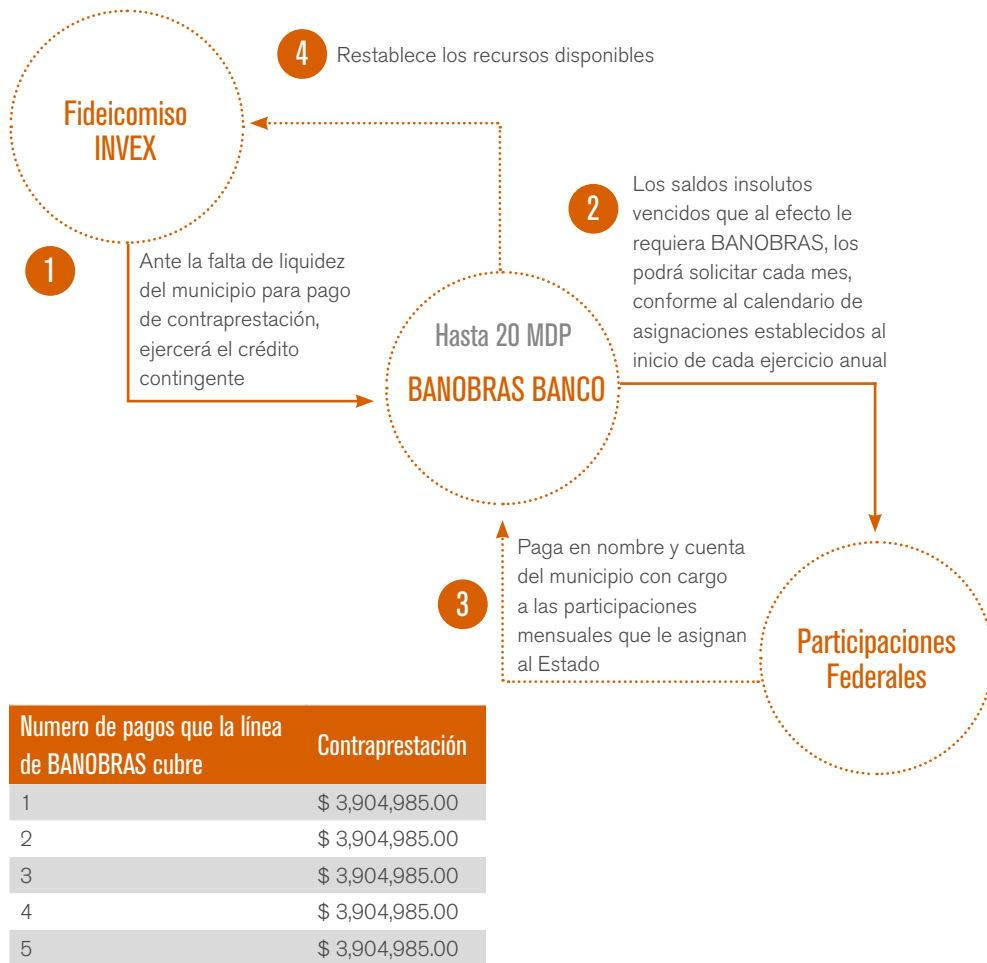 4
Restablece los recursos disponibles
Fideicomiso
INVEX
1
Ante la falta de liquidez
del municipio para pago
de contraprestación,
ejercerá el crédito
contingente
2
Los saldos insolutos
vencidos que al efecto le
requiera BANOBRAS, los
podrá solicitar cada mes,
conforme al calendario de
asignaciones establecidos al
inicio de cada ejercicio anual
Hasta 20 MDP
BANOBRAS BANCO
3
Paga en nombre y cuenta
del municipio con cargo
a las participaciones
mensuales que le asignan
al Estado
Participaciones
Federales
Numero de pagos que la línea
de BANOBRAS cubre
Contraprestación
1 $ 3,904,985.00
2 $ 3,904,985.00
3 $ 3,904,985.00
4 $ 3,904,985.00
5 $ 3,904,985.00